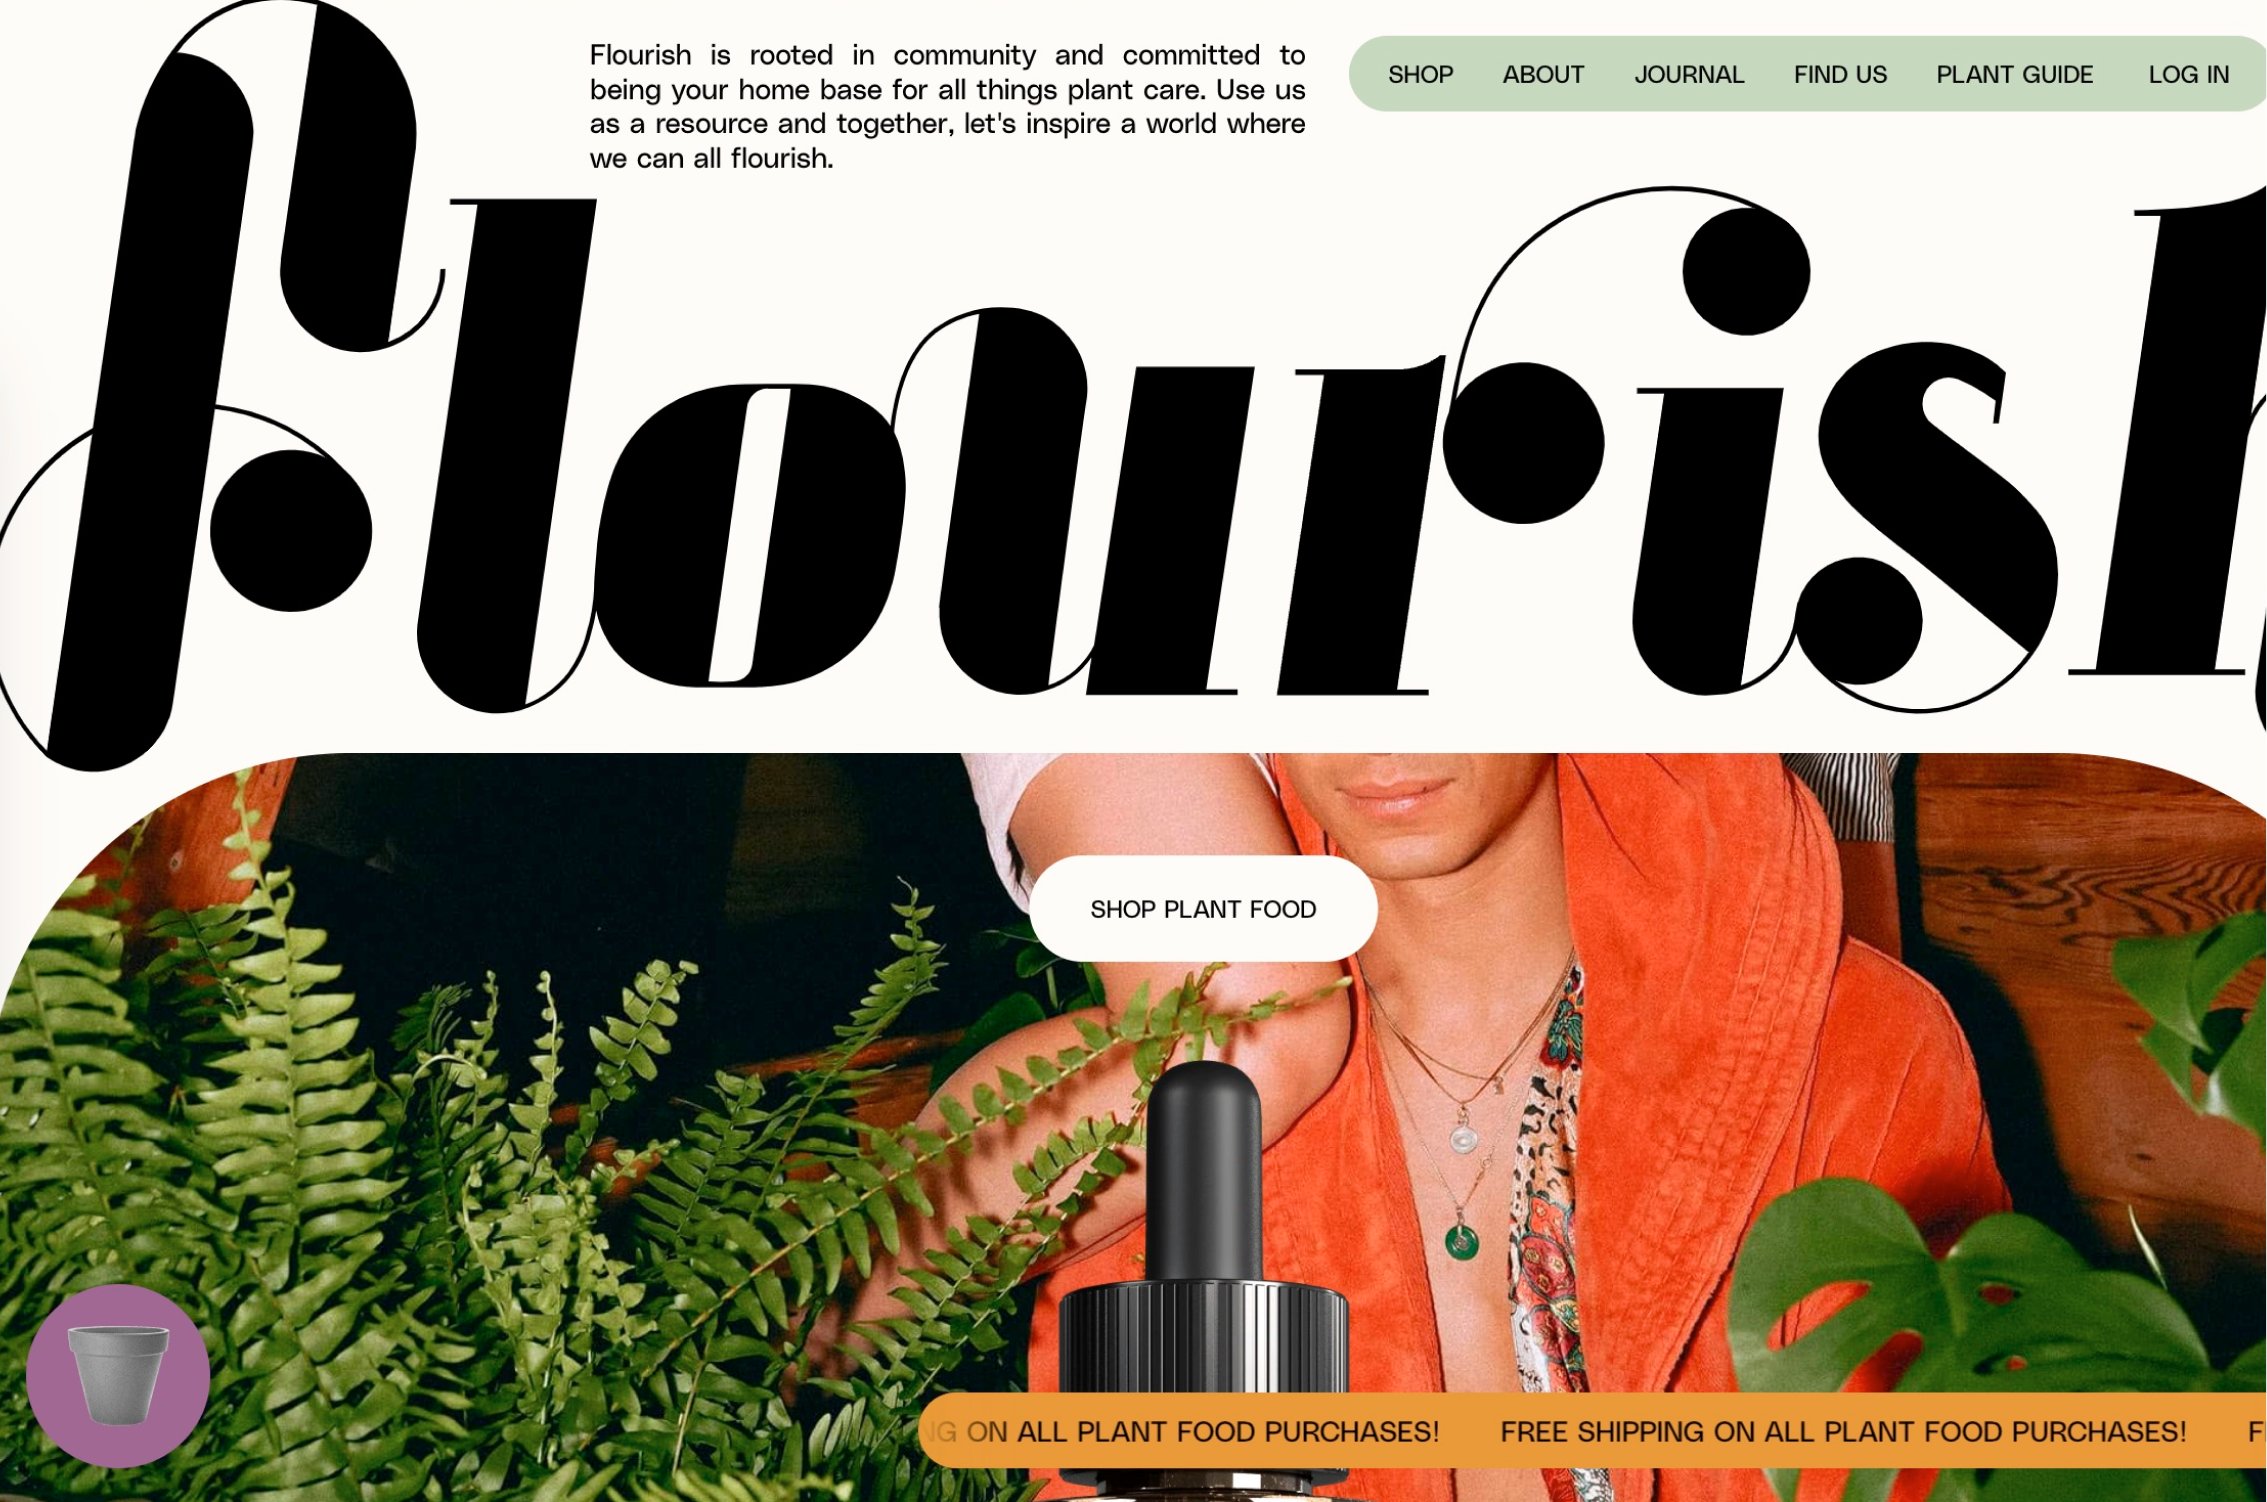 Flourish is rooted in community and committed to
being your home base for all things plant care. Use us
as a resource and together, let's inspire a world where
we can all flourish.
SHOP ABOUT JOURNAL FIND US PLANT GUIDE LOG IN
flourish
SHOP PLANT FOOD
NG ON ALL PLANT FOOD PURCHASES! FREE SHIPPING ON ALL PLANT FOOD PURCHASES!